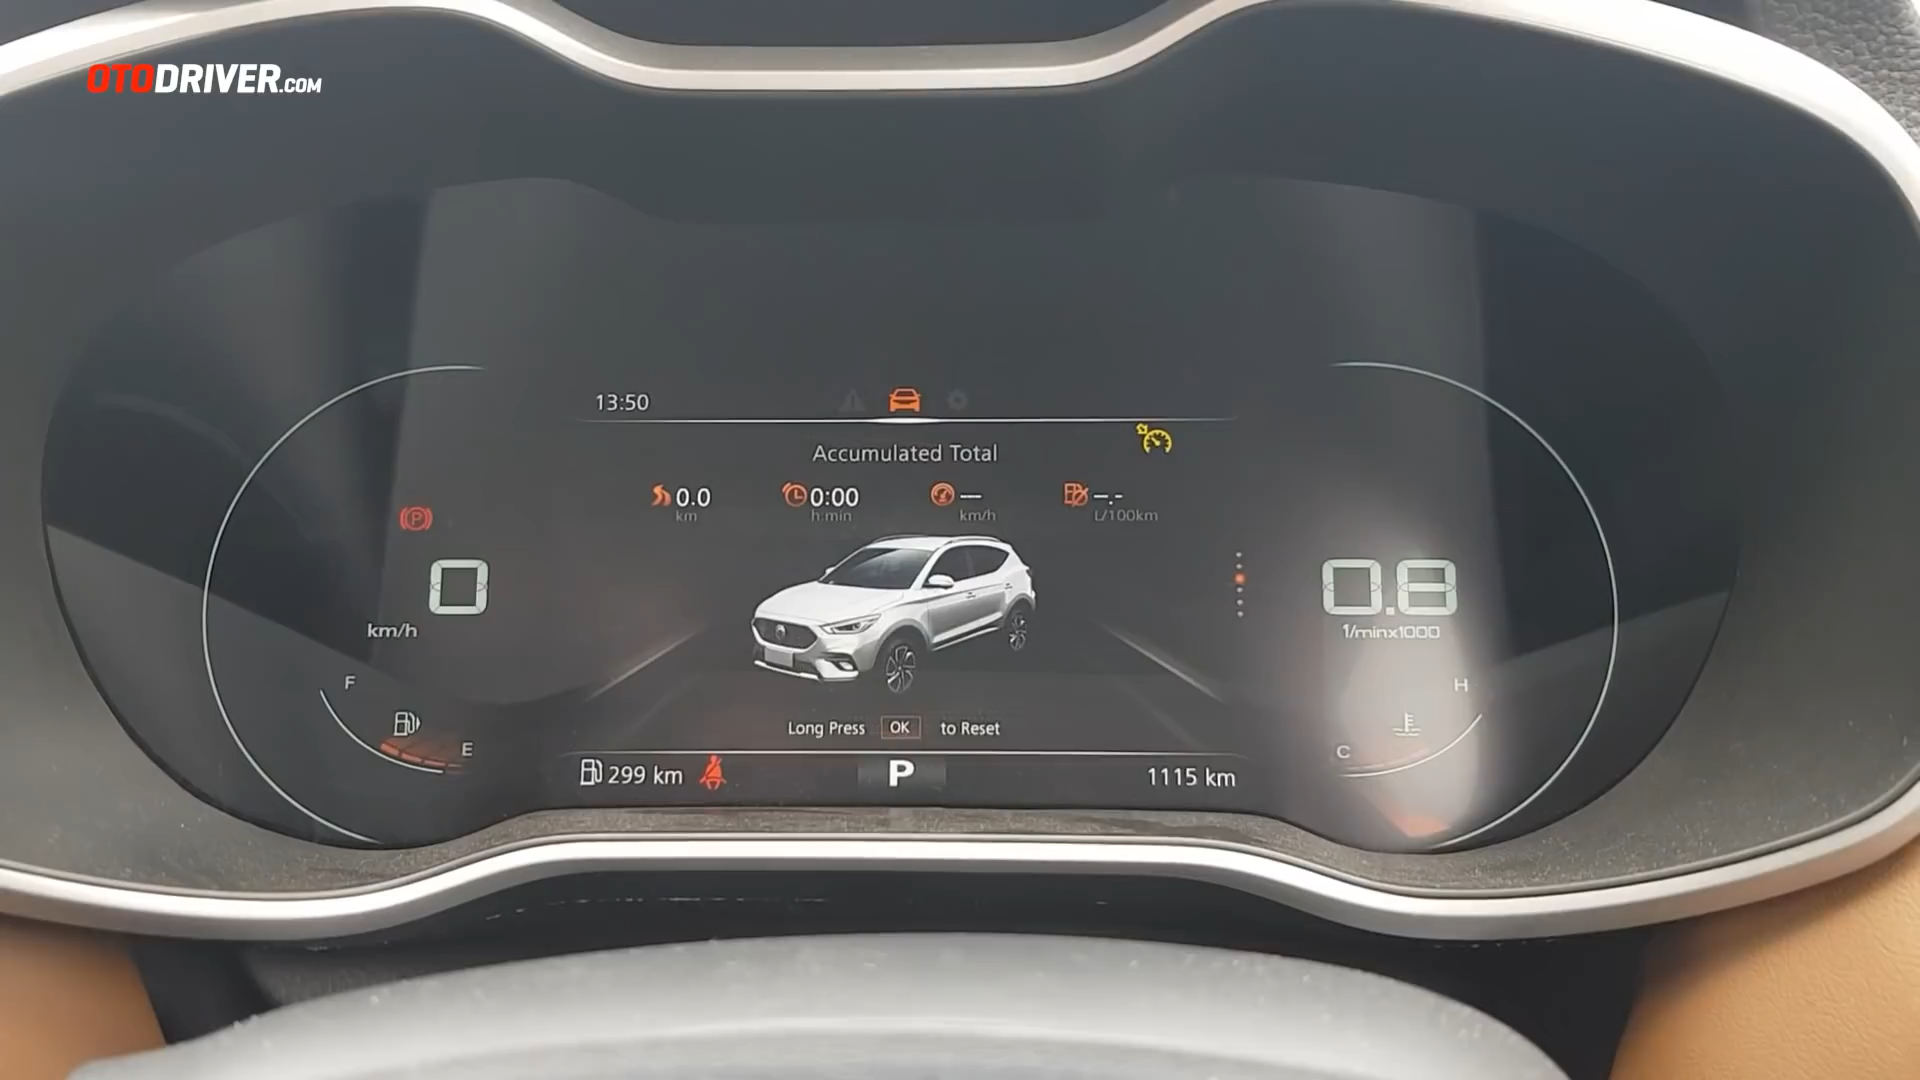 OTODRIVER.COM
13:50
Accumulated Total
0.0 0:00 --- --.-
km h:min km/h L/100km
P
0
km/h
0.8
1/minx1000
F
E
H
C
Long Press OK to Reset
299 km P 1115 km